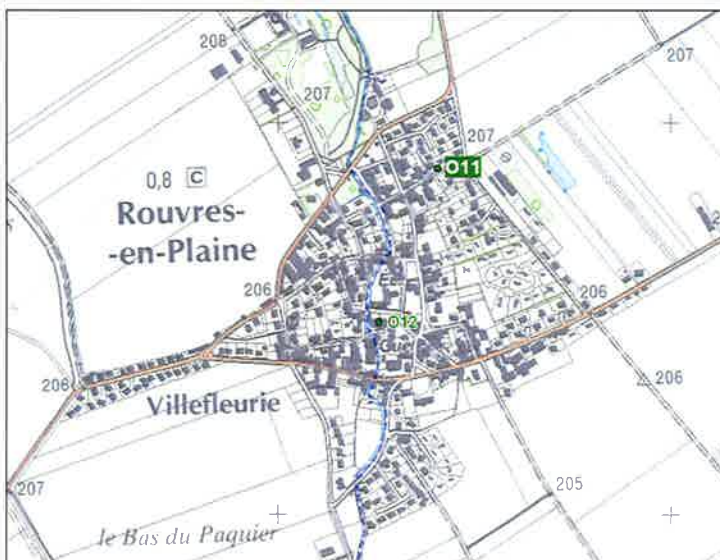 208
207
207
207
O11
0,8 C
Rouvres-
-en-Plaine
206
206
O12
206
206
Villefleurie
207
205
le Bas du Paquier